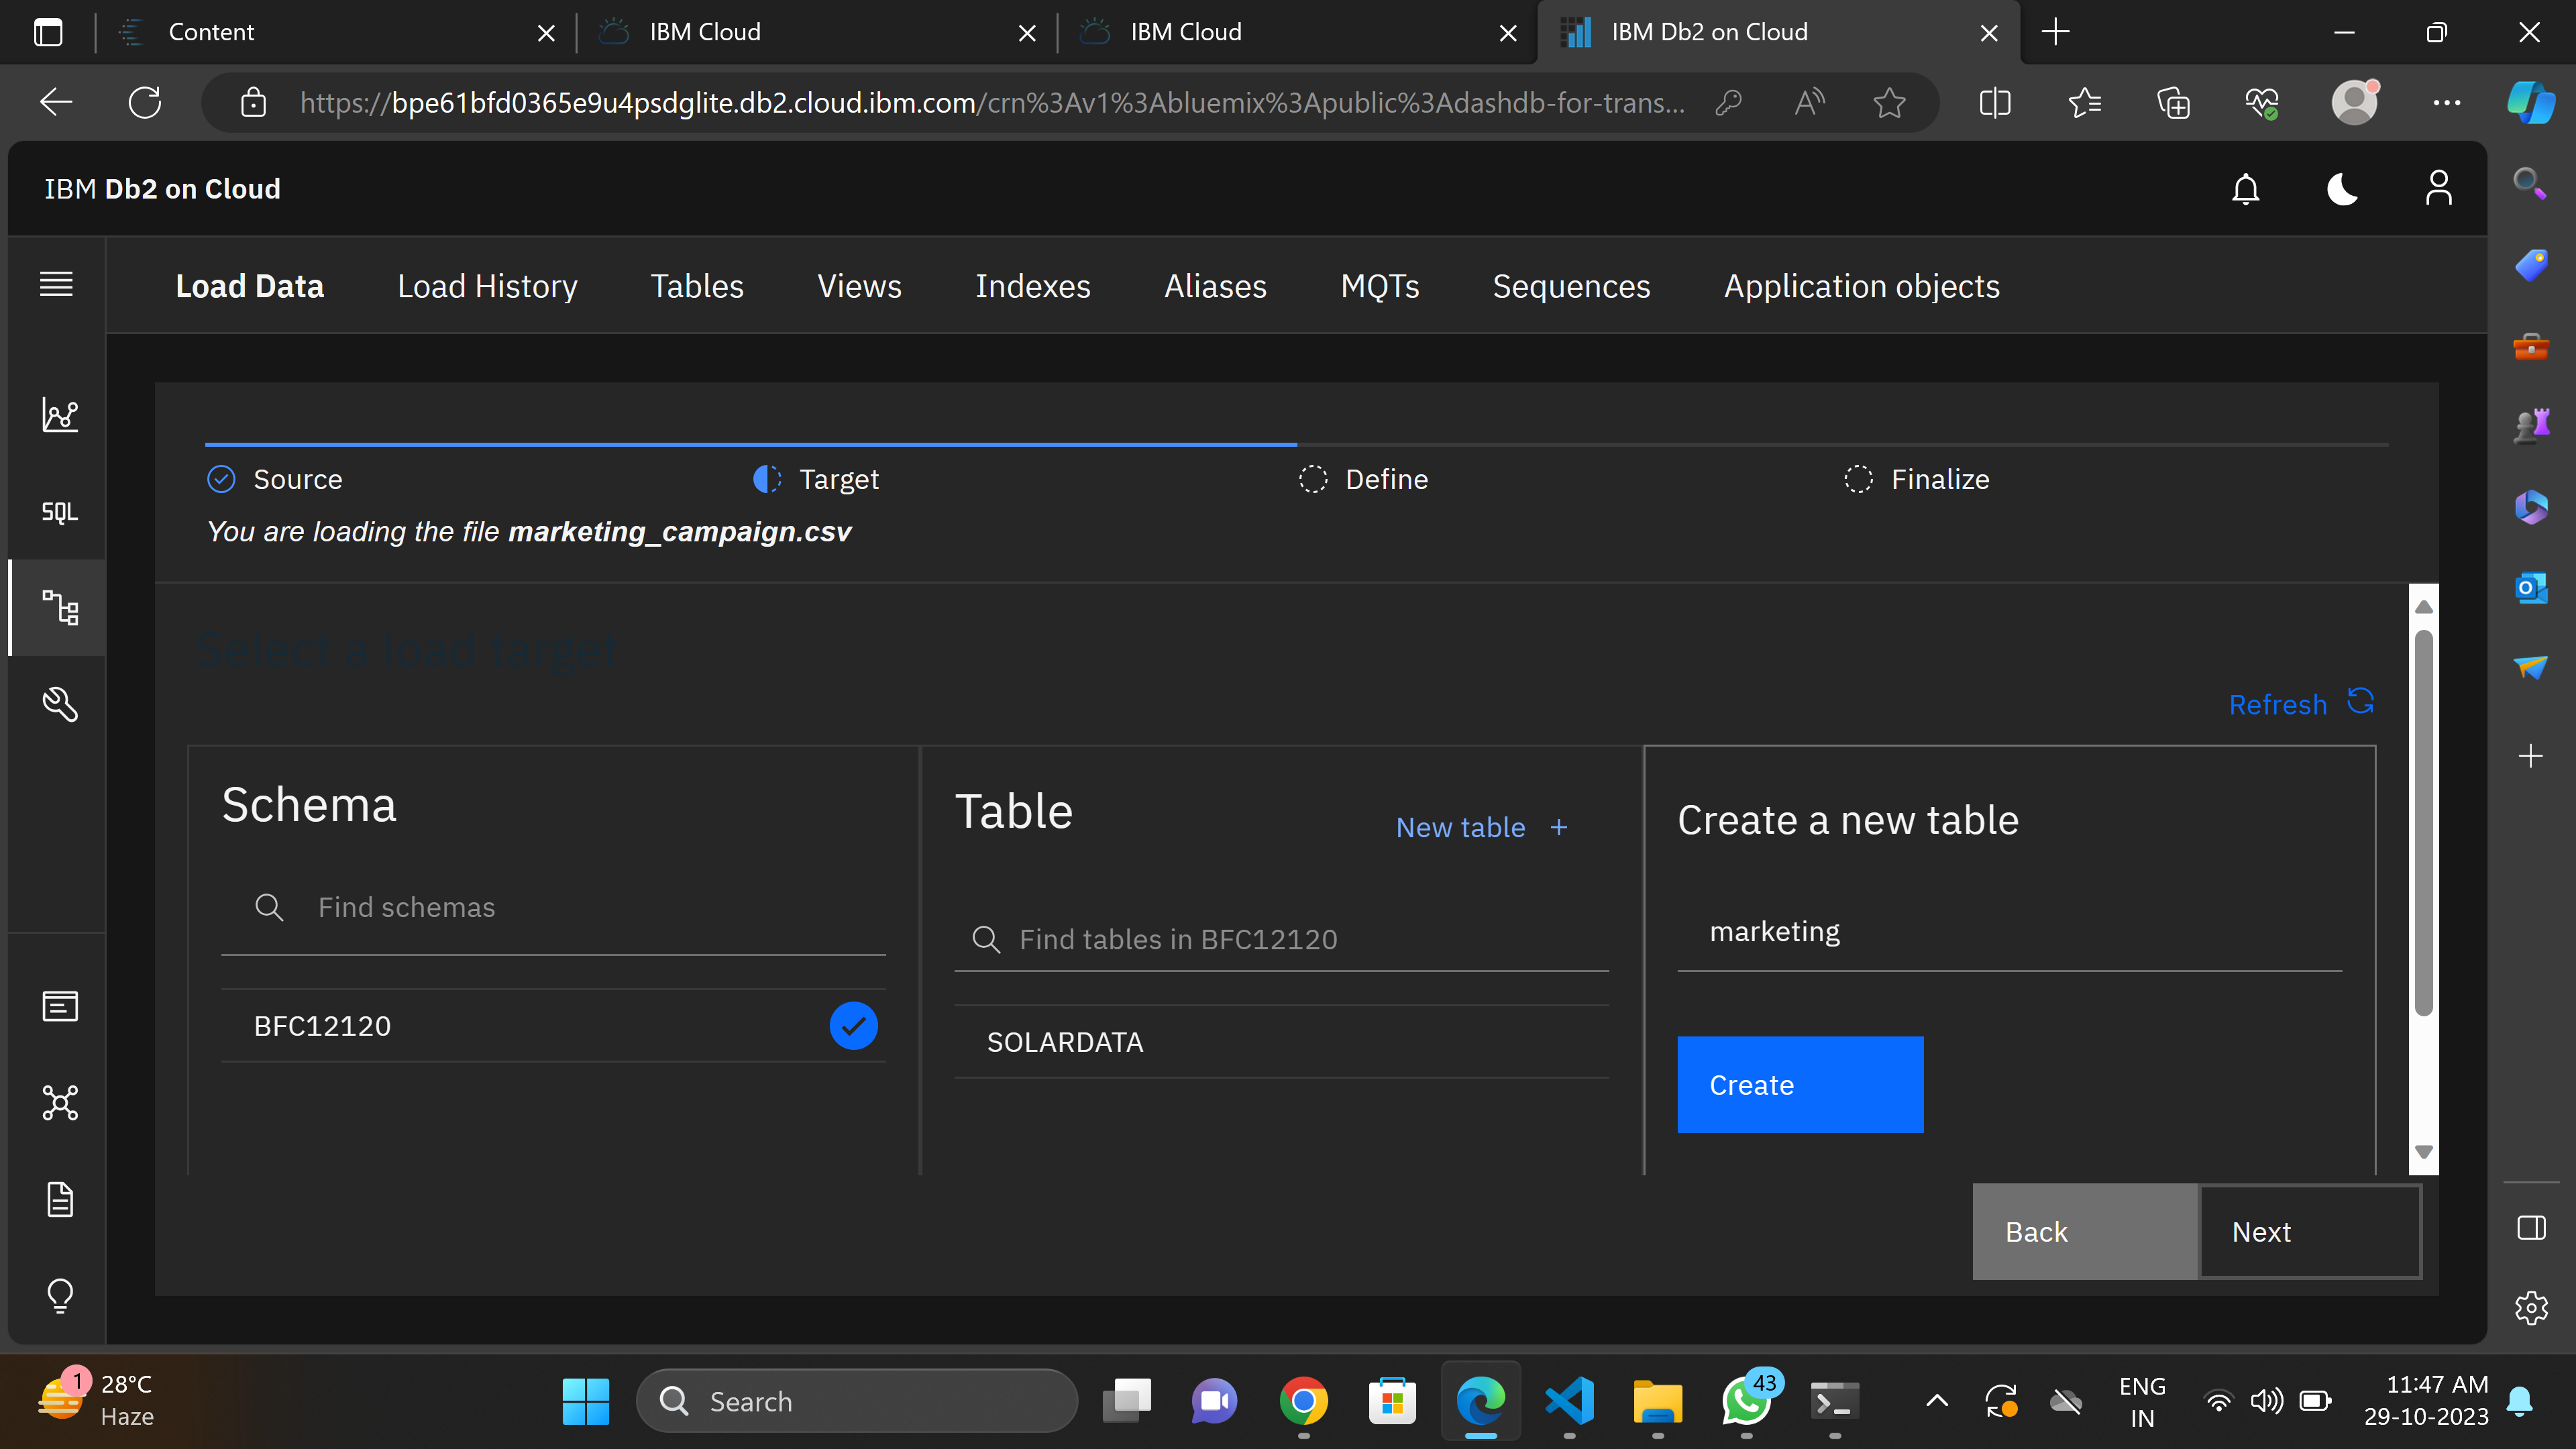 Content
IBM Cloud
IBM Cloud
IBM Db2 on Cloud
https://bpe61bfd0365e9u4psdglite.db2.cloud.ibm.com/crn%3Av1%3Abluemix%3Apublic%3Adashdb-for-trans...
IBM Db2 on Cloud
Load Data
Load History
Tables
Views
Indexes
Aliases
MQTs
Sequences
Application objects
SQL
Source
Target
Define
Finalize
You are loading the file marketing_campaign.csv
Select a load target
Refresh
Schema
Find schemas
BFC12120
Table
New table +
Find tables in BFC12120
SOLARDATA
Create a new table
marketing
Create
Back
Next
1
28°C
Haze
Search
43
ENG
IN
11:47 AM
29-10-2023